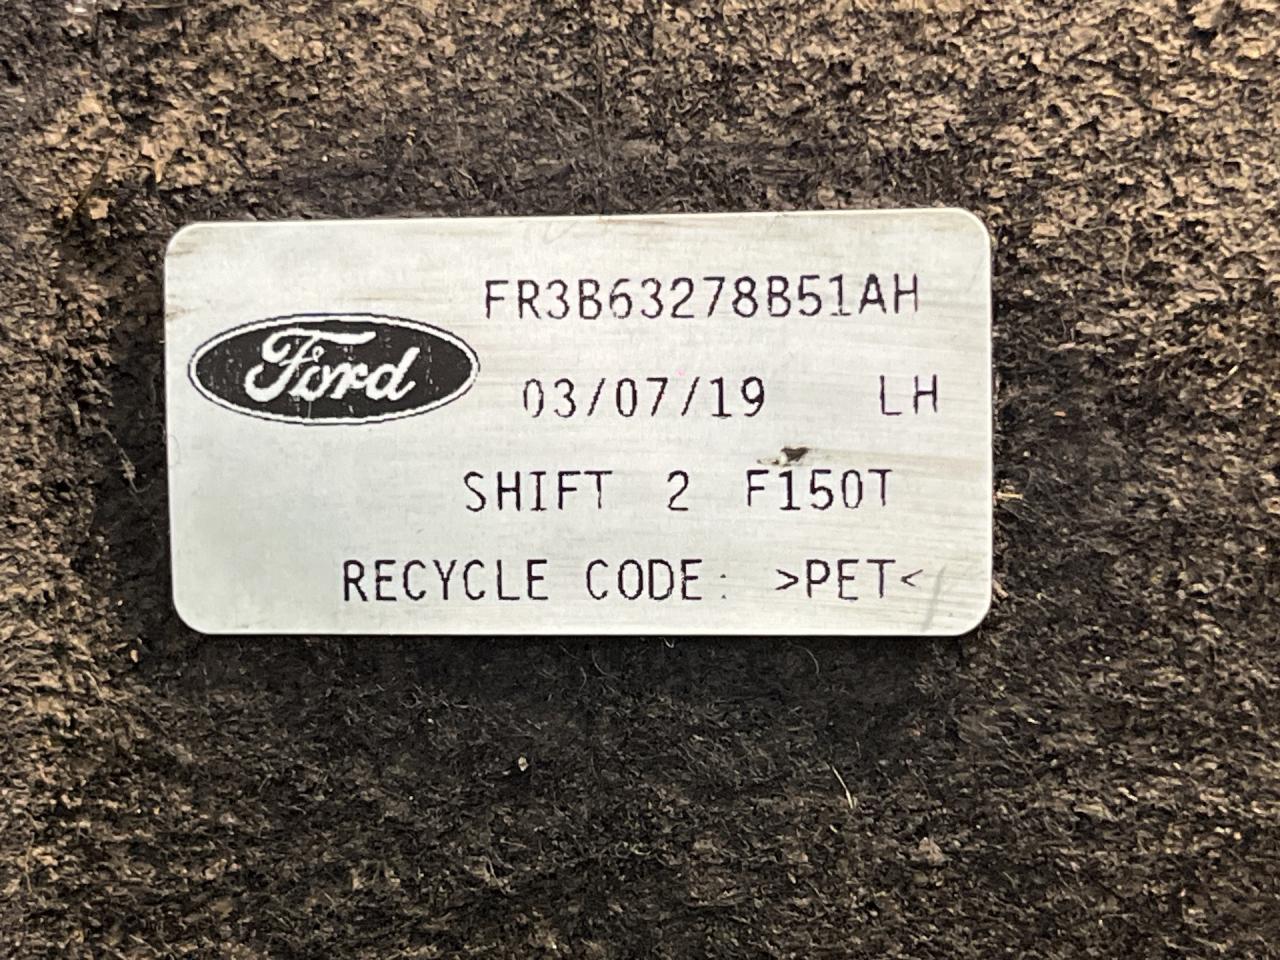 FR3B63278B51AH
Ford
03/07/19 LH
SHIFT 2 F150T
RECYCLE CODE: >PET<